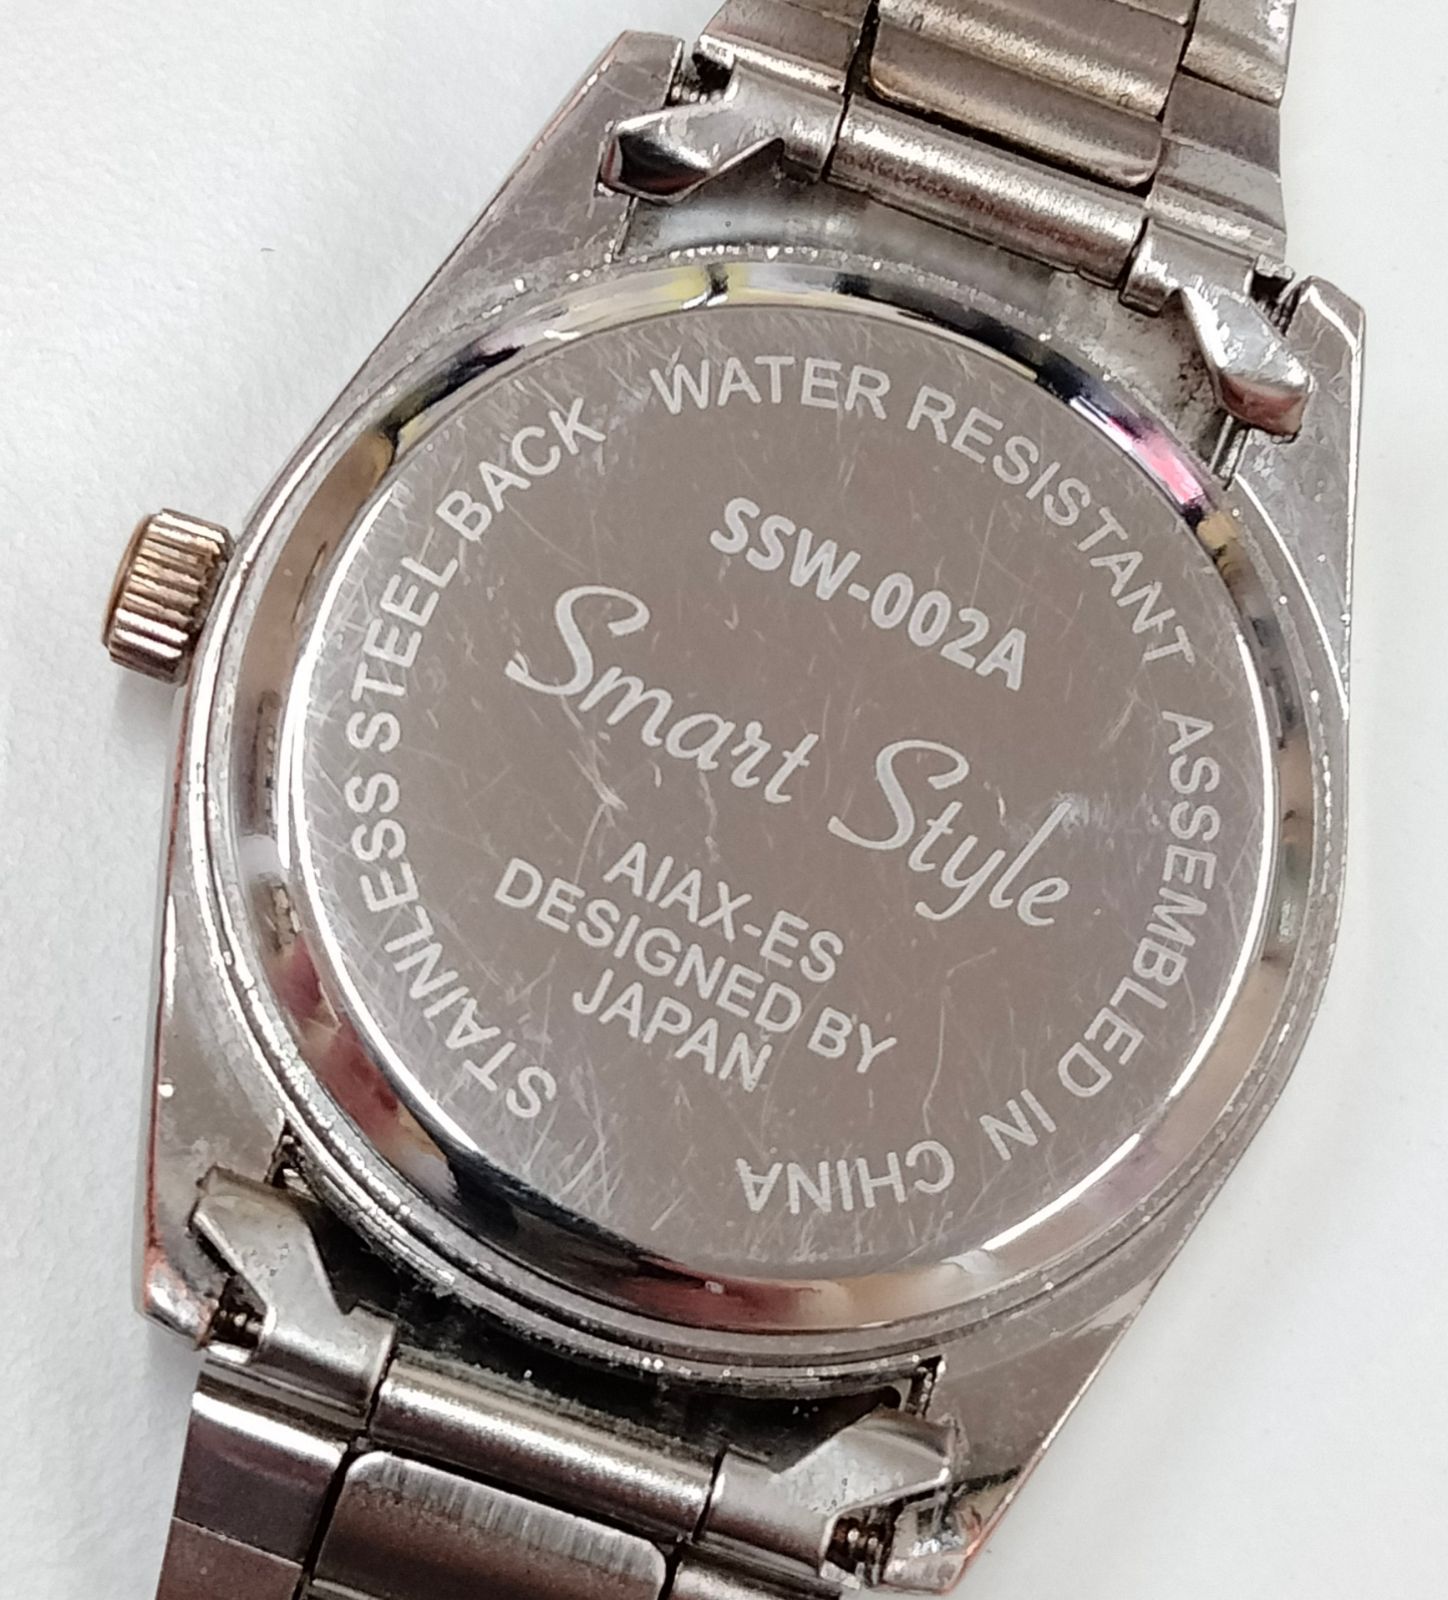 STAINLESS STEEL BACK WATER RESISTANT ASSEMBLED IN CHINA
SSW-002A
Smart Style
AIAX-ES
DESIGNED BY
JAPAN